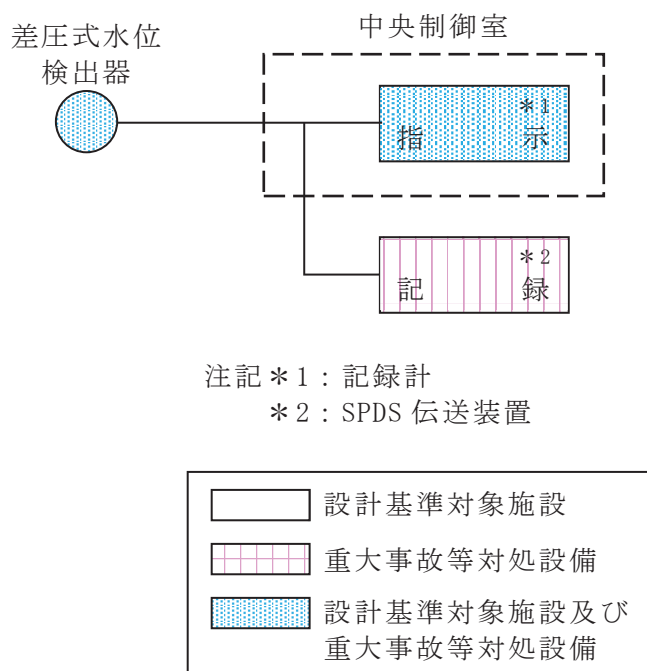 中央制御室
差圧式水位
検出器
*1
指 示
*2
記 録
注記*1：記録計
*2：SPDS 伝送装置
設計基準対象施設
重大事故等対処設備
設計基準対象施設及び
重大事故等対処設備